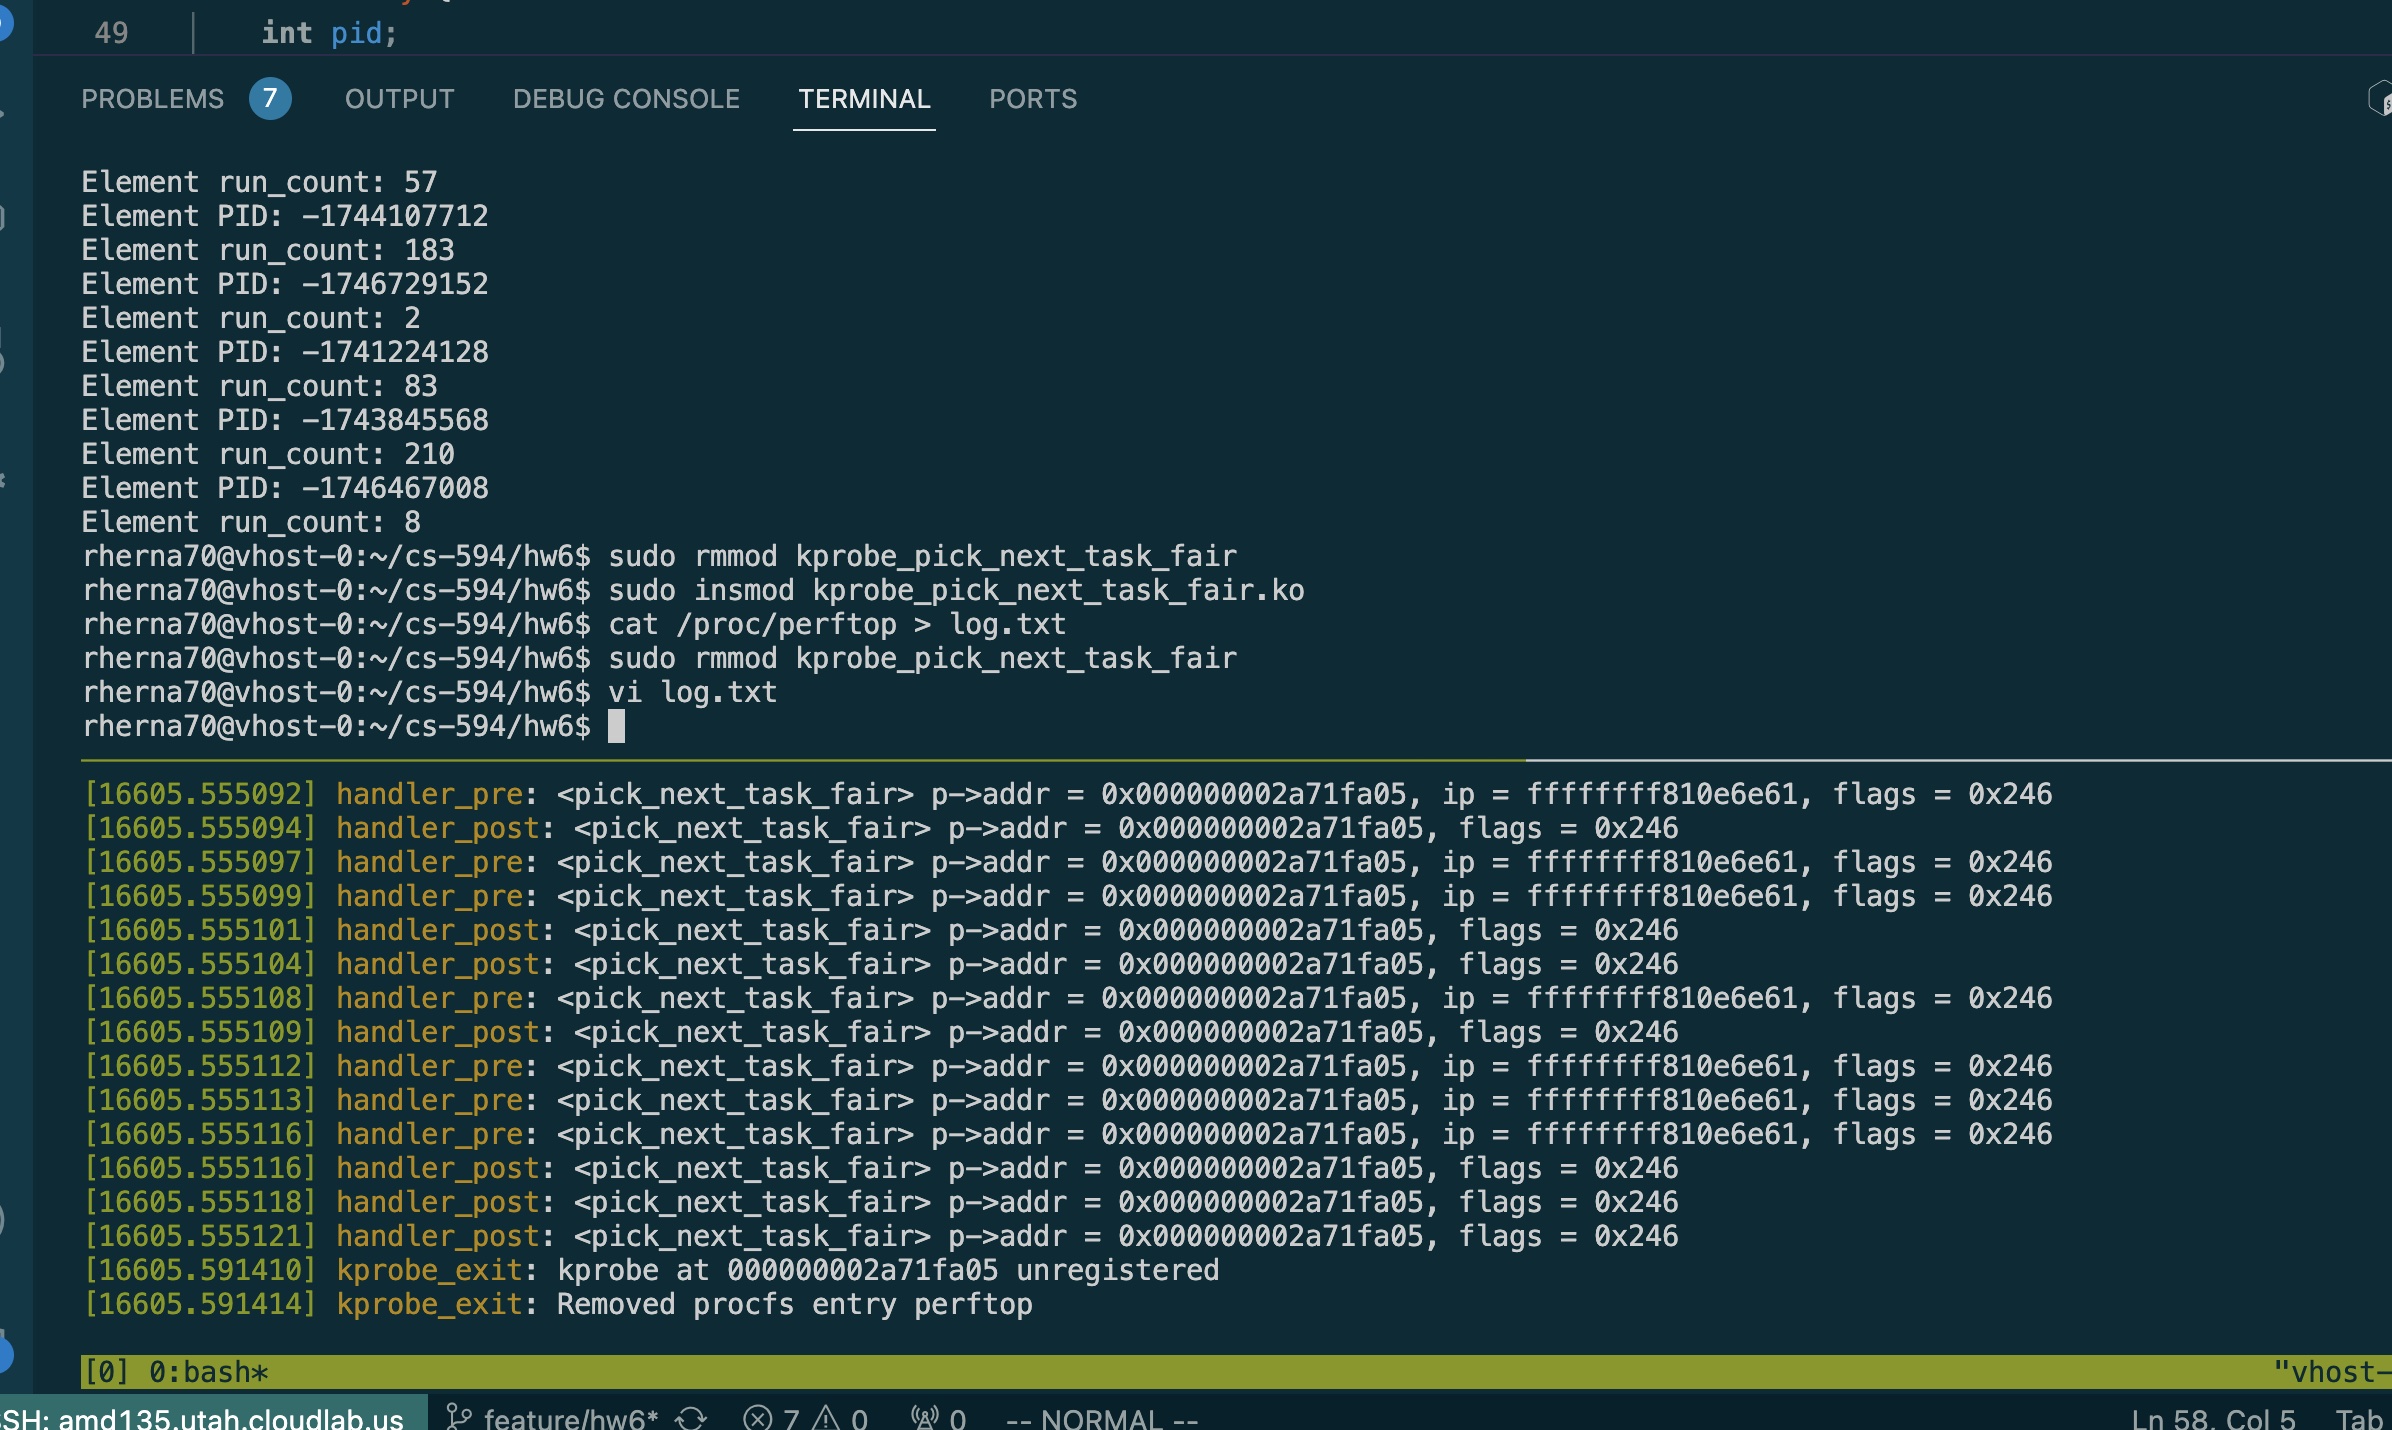 49 int pid;
PROBLEMS 7 OUTPUT DEBUG CONSOLE TERMINAL PORTS
Element run_count: 57
Element PID: -1744107712
Element run_count: 183
Element PID: -1746729152
Element run_count: 2
Element PID: -1741224128
Element run_count: 83
Element PID: -1743845568
Element run_count: 210
Element PID: -1746467008
Element run_count: 8
rherna70@vhost-0:~/cs-594/hw6$ sudo rmmod kprobe_pick_next_task_fair
rherna70@vhost-0:~/cs-594/hw6$ sudo insmod kprobe_pick_next_task_fair.ko
rherna70@vhost-0:~/cs-594/hw6$ cat /proc/perftop > log.txt
rherna70@vhost-0:~/cs-594/hw6$ sudo rmmod kprobe_pick_next_task_fair
rherna70@vhost-0:~/cs-594/hw6$ vi log.txt
rherna70@vhost-0:~/cs-594/hw6$
[16605.555092] handler_pre: <pick_next_task_fair> p->addr = 0x000000002a71fa05, ip = ffffffff810e6e61, flags = 0x246
[16605.555094] handler_post: <pick_next_task_fair> p->addr = 0x000000002a71fa05, flags = 0x246
[16605.555097] handler_pre: <pick_next_task_fair> p->addr = 0x000000002a71fa05, ip = ffffffff810e6e61, flags = 0x246
[16605.555099] handler_pre: <pick_next_task_fair> p->addr = 0x000000002a71fa05, ip = ffffffff810e6e61, flags = 0x246
[16605.555101] handler_post: <pick_next_task_fair> p->addr = 0x000000002a71fa05, flags = 0x246
[16605.555104] handler_post: <pick_next_task_fair> p->addr = 0x000000002a71fa05, flags = 0x246
[16605.555108] handler_pre: <pick_next_task_fair> p->addr = 0x000000002a71fa05, ip = ffffffff810e6e61, flags = 0x246
[16605.555109] handler_post: <pick_next_task_fair> p->addr = 0x000000002a71fa05, flags = 0x246
[16605.555112] handler_pre: <pick_next_task_fair> p->addr = 0x000000002a71fa05, ip = ffffffff810e6e61, flags = 0x246
[16605.555113] handler_pre: <pick_next_task_fair> p->addr = 0x000000002a71fa05, ip = ffffffff810e6e61, flags = 0x246
[16605.555116] handler_pre: <pick_next_task_fair> p->addr = 0x000000002a71fa05, ip = ffffffff810e6e61, flags = 0x246
[16605.555116] handler_post: <pick_next_task_fair> p->addr = 0x000000002a71fa05, flags = 0x246
[16605.555118] handler_post: <pick_next_task_fair> p->addr = 0x000000002a71fa05, flags = 0x246
[16605.555121] handler_post: <pick_next_task_fair> p->addr = 0x000000002a71fa05, flags = 0x246
[16605.591410] kprobe_exit: kprobe at 000000002a71fa05 unregistered
[16605.591414] kprobe_exit: Removed procfs entry perftop
[0] 0:bash* "vhost-
SH: amd135.utah.cloudlab.us feature/hw6* 7 0 0 -- NORMAL -- Ln 58, Col 5 Tab